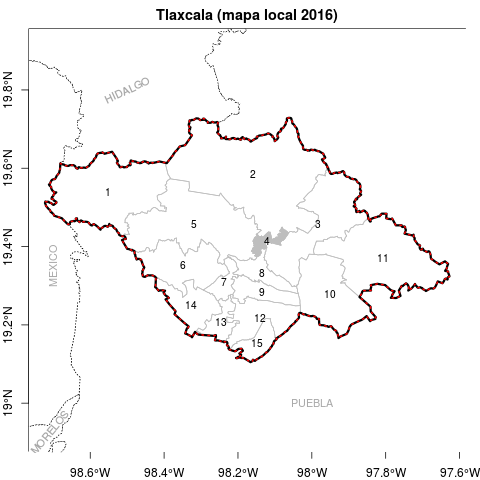 Tlaxcala (mapa local 2016)
HIDALGO
19.8°N
19.6°N
2
1
3
5
4
19.4°N
MEXICO
11
6
8
7
9
10
14
12
13
19.2°N
15
PUEBLA
19°N
MORELOS
98.6°W 98.4°W 98.2°W 98°W 97.8°W 97.6°W